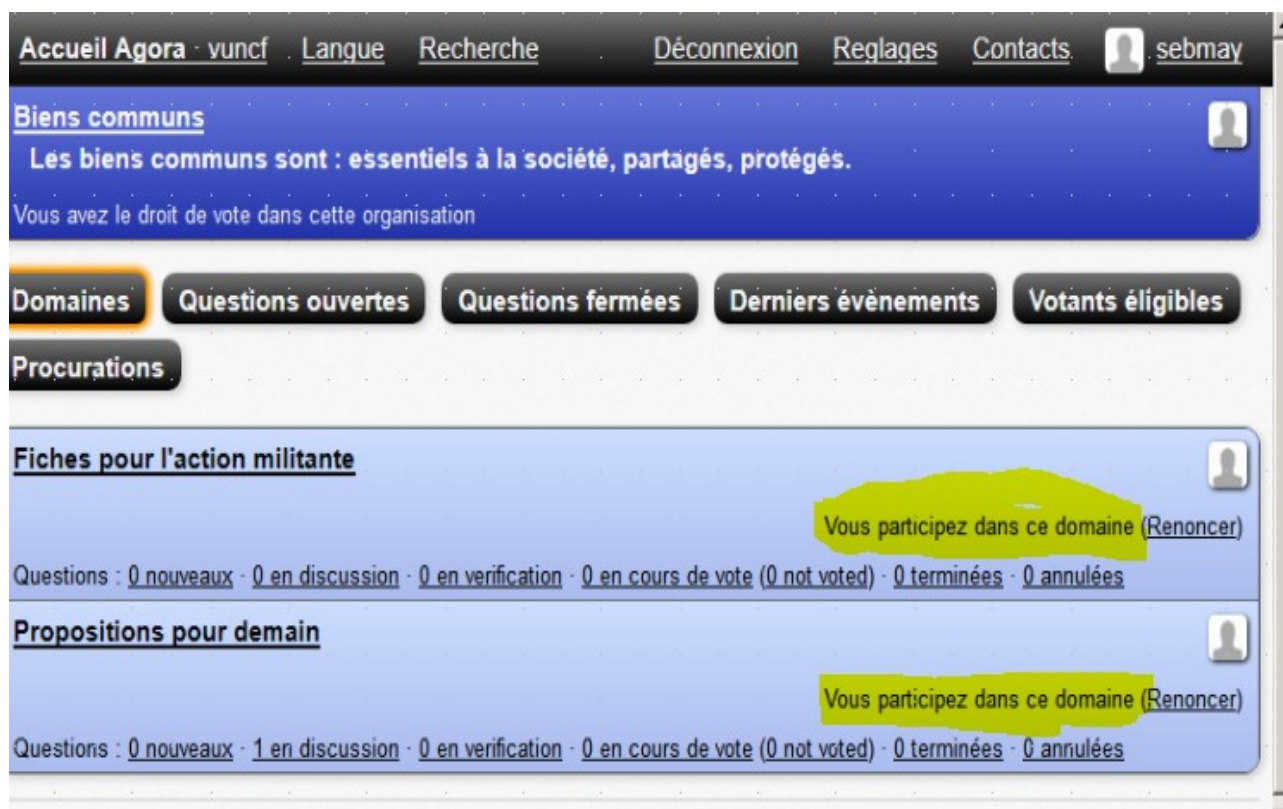 Accueil Agora · vuncf . Langue Recherche Déconnexion Reglages Contacts. sebmay
Biens communs
Les biens communs sont : essentiels à la société, partagés, protégés.
Vous avez le droit de vote dans cette organisation
Domaines Questions ouvertes Questions fermées Derniers évènements Votants éligibles
Procurations
Fiches pour l'action militante
Vous participez dans ce domaine (Renoncer)
Questions : 0 nouveaux · 0 en discussion · 0 en verification · 0 en cours de vote (0 not voted) · 0 terminées · 0 annulées
Propositions pour demain
Vous participez dans ce domaine (Renoncer)
Questions : 0 nouveaux · 1 en discussion · 0 en verification · 0 en cours de vote (0 not voted) · 0 terminées · 0 annulées